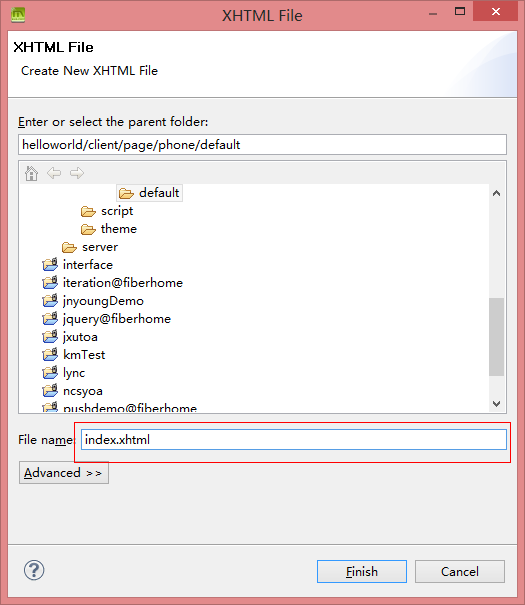 XHTML File
XHTML File
Create New XHTML File
Enter or select the parent folder:
helloworld/client/page/phone/default
default
script
theme
server
interface
iteration@fiberhome
jnyoungDemo
jquery@fiberhome
jxutoa
kmTest
lync
ncsyoa
pushdemo@fiberhome
File name: index.xhtml
Advanced >>
? Finish Cancel